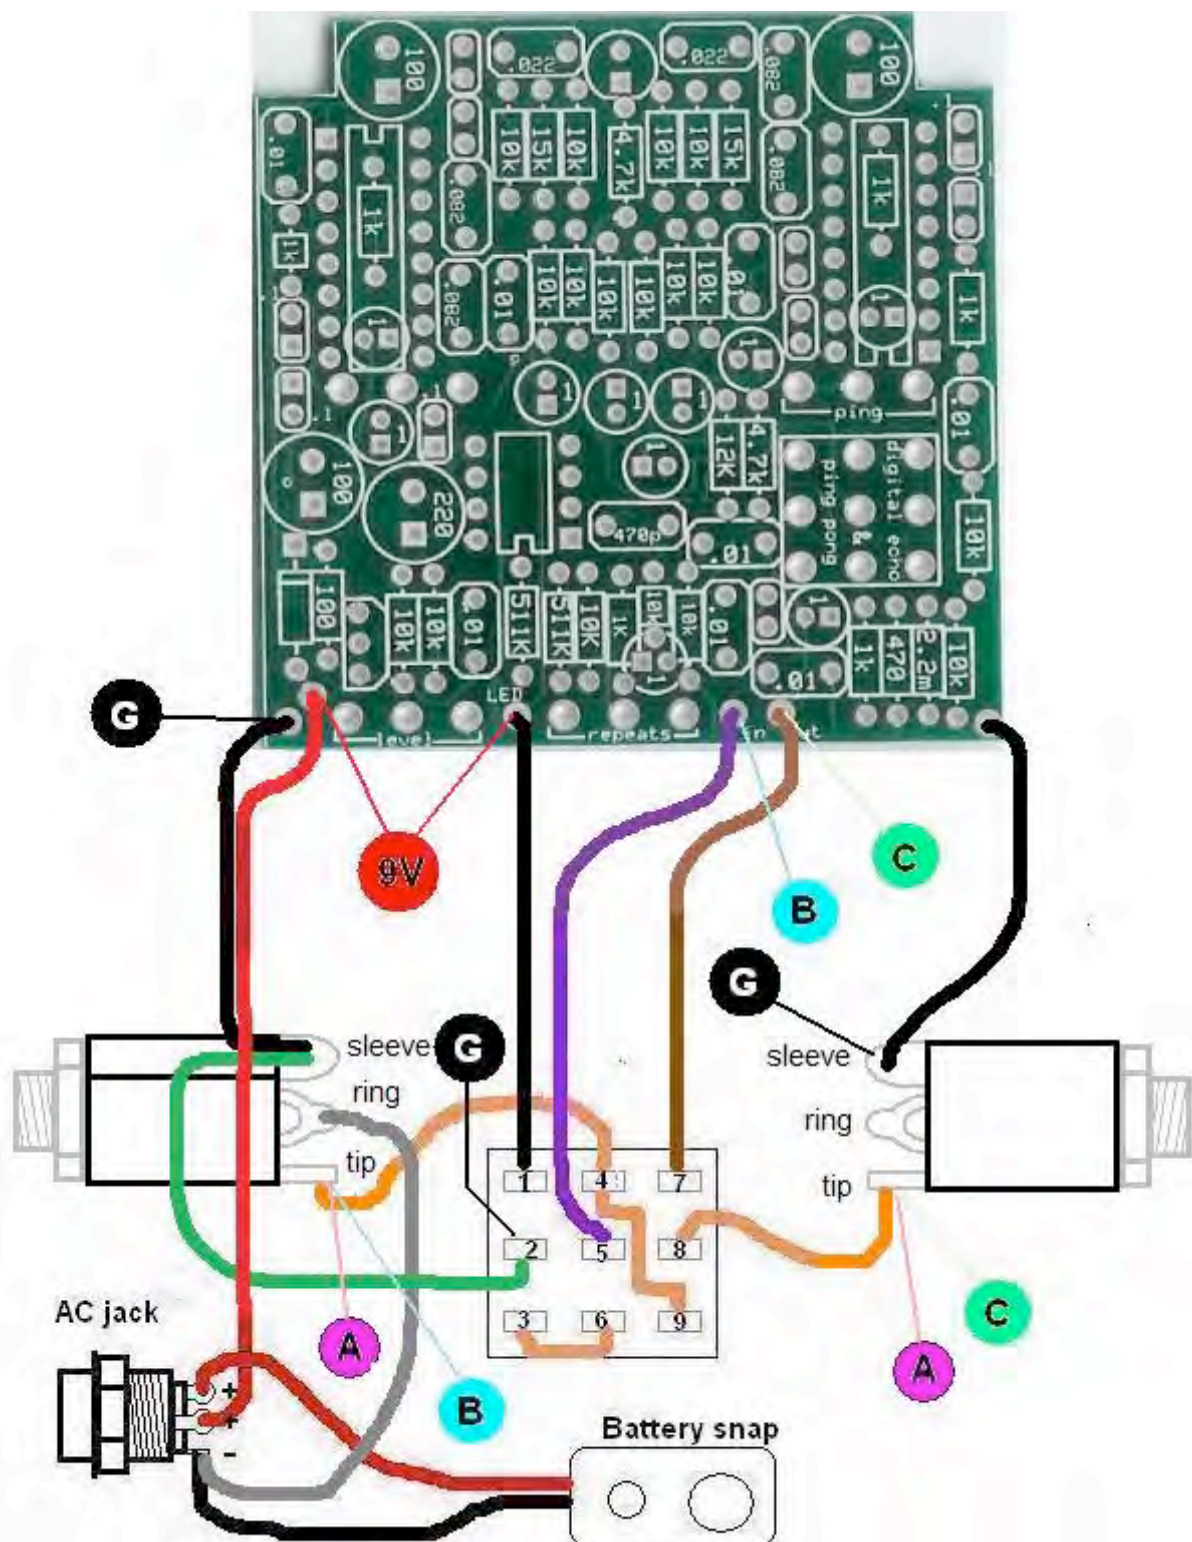 100
.022
.022
.082
100
.01
10k
15k
10k
4.7k
10k
10k
15k
.082
1k
1k
.082
1k
10k
10k
10k
10k
10k
10k
.082
.01
1
1
1k
1
ping
.1
1
1
1
1
.01
100
220
1
12K
4.7k
ping pong
&
digital echo
470p
.01
10k
100
10k
10k
.01
511K
511K
10K
1k
10k
10k
.01
1
1
.01
1k
470
2.2m
10k
LED
G
level
repeats
in
9V
C
B
G
sleeve
G
sleeve
ring
ring
tip
tip
1
4
7
2
5
8
3
6
9
AC jack
A
B
C
A
+
+
-
Battery snap